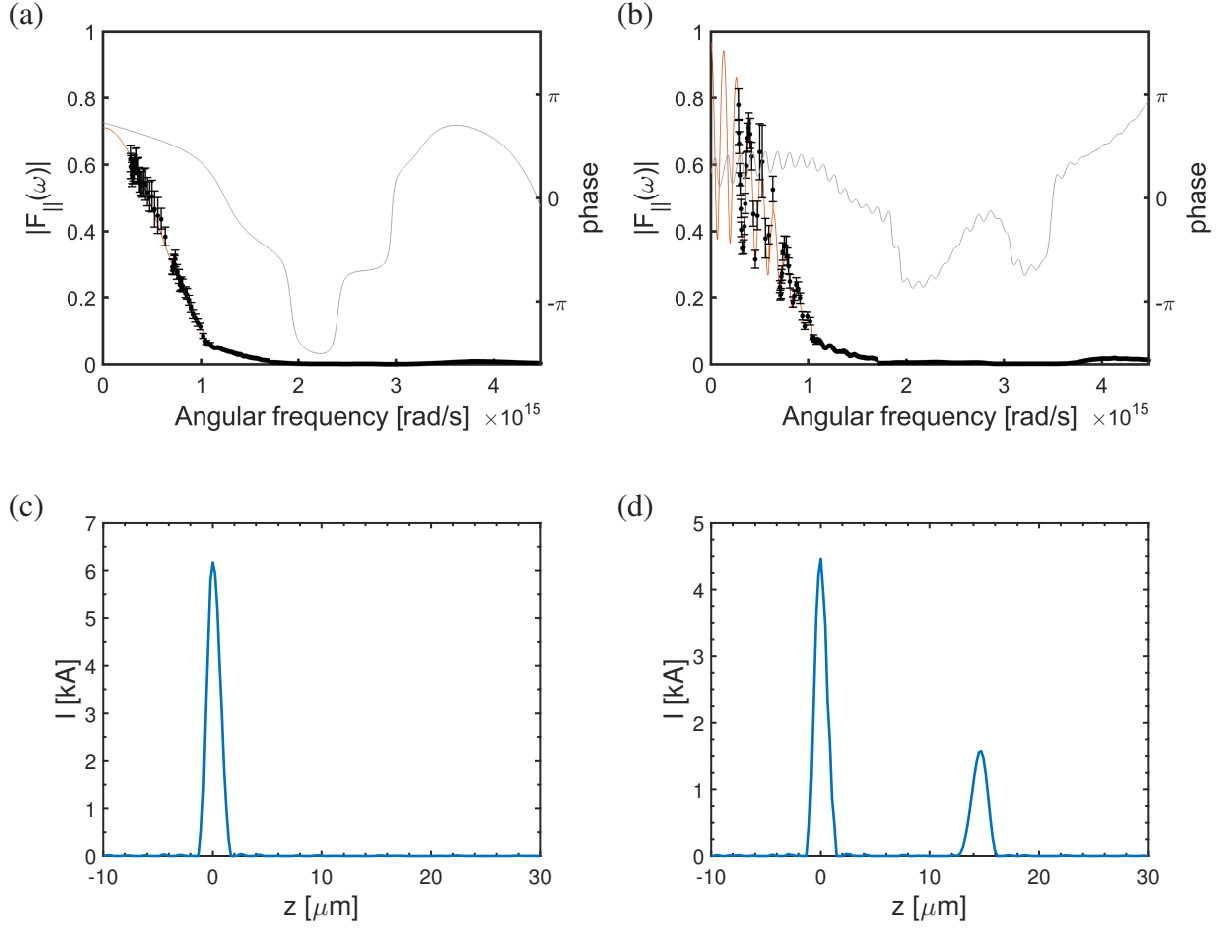 (a)
(b)
1
0.8
0.6
0.4
0.2
0
|F||(ω)|
π
0
-π
phase
0 1 2 3 4
Angular frequency [rad/s] ×10^15
1
0.8
0.6
0.4
0.2
0
|F||(ω)|
π
0
-π
phase
0 1 2 3 4
Angular frequency [rad/s] ×10^15
(c)
(d)
7
6
5
4
3
2
1
0
I [kA]
-10 0 10 20 30
z [μm]
5
4
3
2
1
0
I [kA]
-10 0 10 20 30
z [μm]